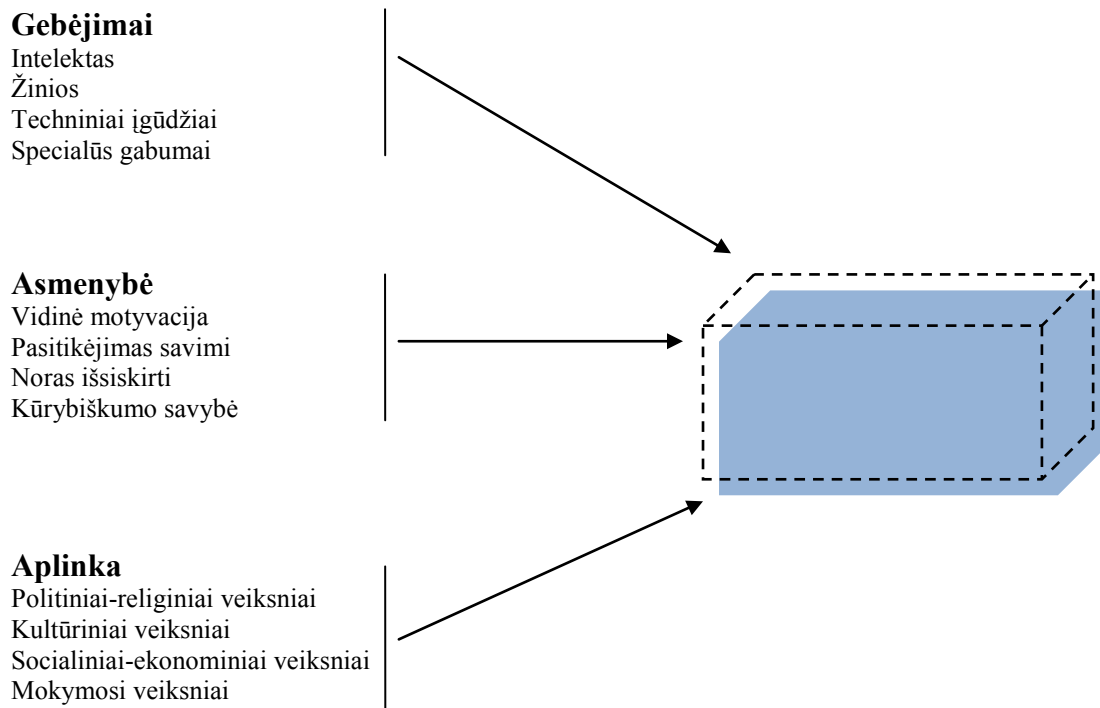 Gebėjimai
Intelektas
Žinios
Techniniai įgūdžiai
Specialūs gabumai
Asmenybė
Vidinė motyvacija
Pasitikėjimas savimi
Noras išsiskirti
Kūrybiškumo savybė
Aplinka
Politiniai-religiniai veiksniai
Kultūriniai veiksniai
Socialiniai-ekonominiai veiksniai
Mokymosi veiksniai